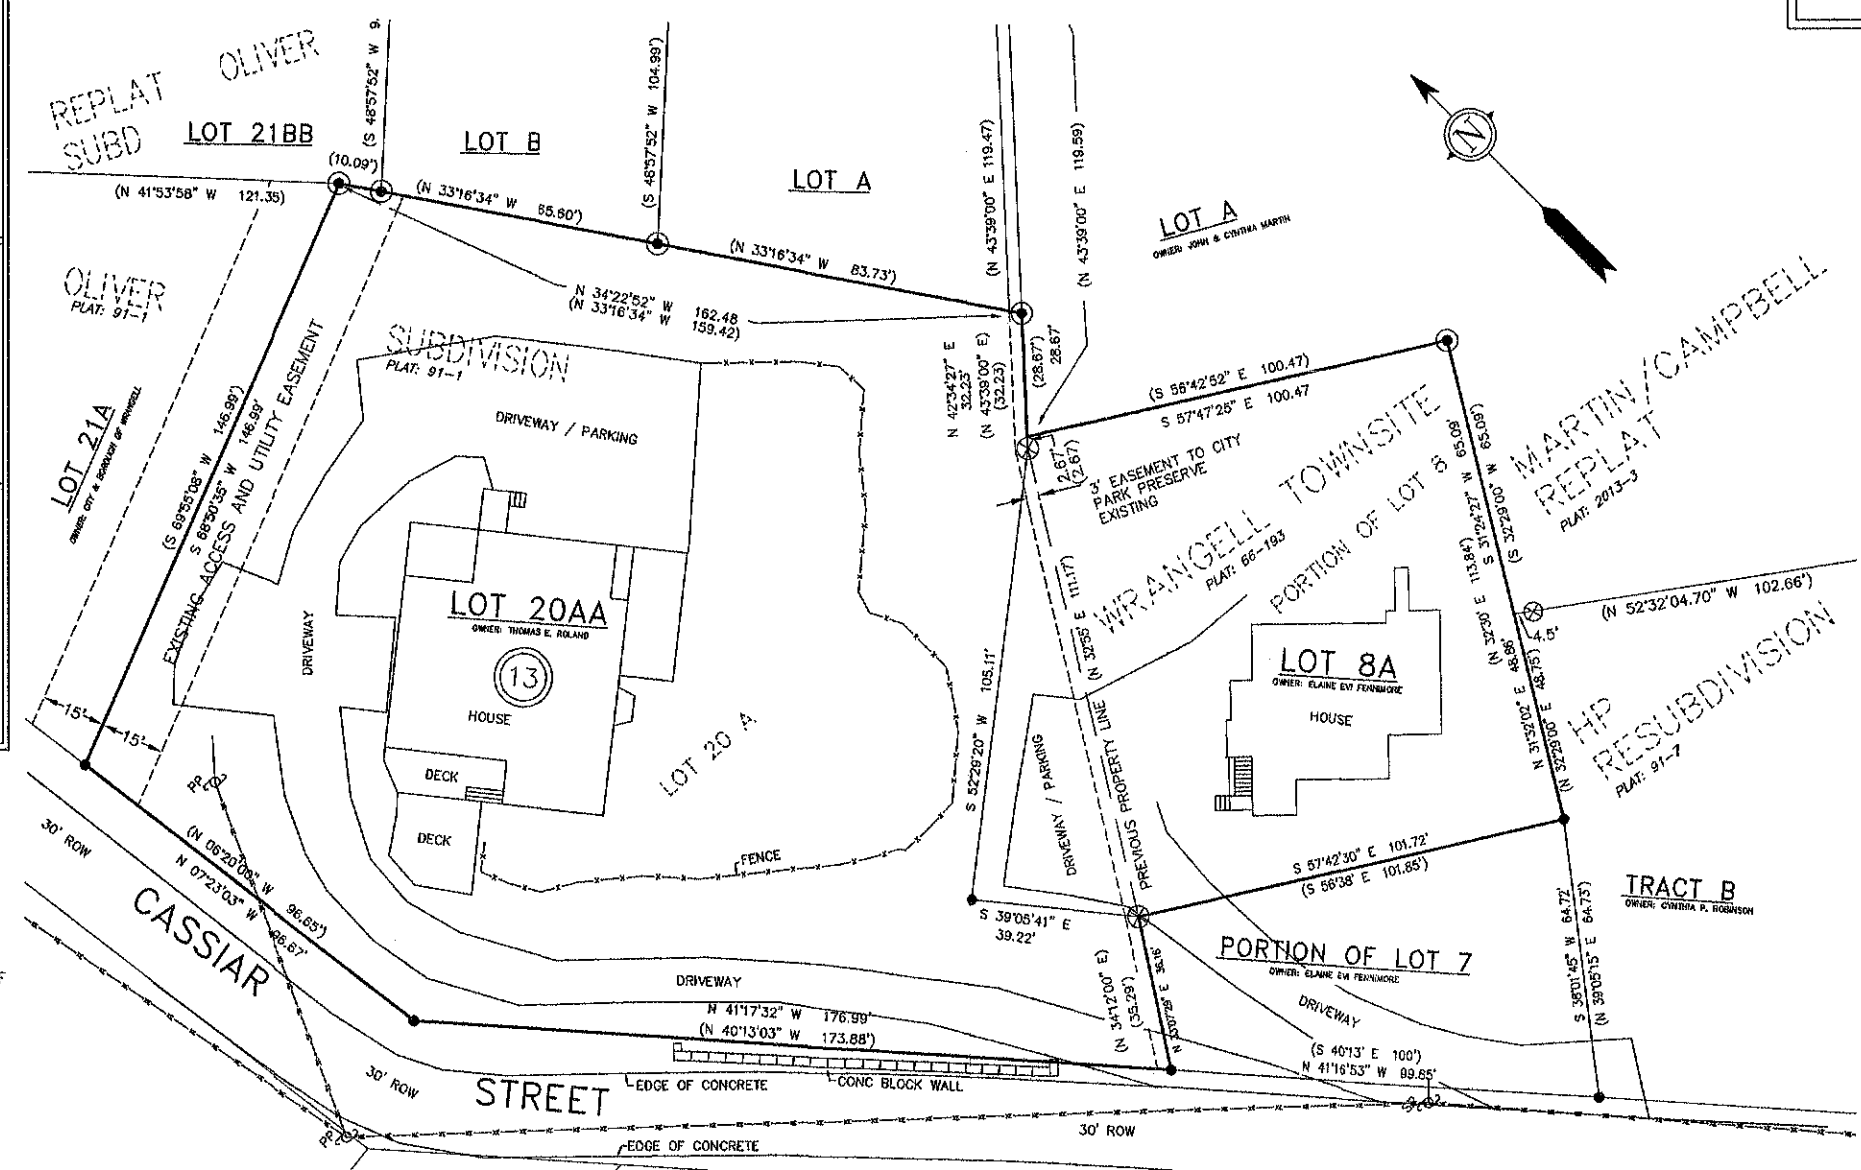 REPLAT OLIVER
SUBD
LOT 21BB
(10.09')
(S 48°57'52" W 9.
LOT B
(S 48°57'52" W 104.99')
LOT A
(N 41°53'58" W 121.35)
(N 33°16'34" W 65.60')
(N 33°16'34" W 83.73')
N 34°22'52" W 162.48
(N 33°16'34" W 159.42)
(N 43°39'00" E 119.47)
(N 43°39'00" E 119.59)
LOT A
OWNER: JOHN & CYNTHIA MARTIN
N
OLIVER
PLAT: 91-1
SUBDIVISION
PLAT: 91-1
LOT 21A
OWNER: CITY & BOROUGH OF WRANGELL
(S 69°55'08" W 146.99')
S 68°50'35" W 146.99'
EXISTING ACCESS AND UTILITY EASEMENT
15'
15'
DRIVEWAY / PARKING
DRIVEWAY
LOT 20AA
OWNER: THOMAS E. ROLAND
13
HOUSE
DECK
DECK
LOT 20 A
FENCE
N 42°34'27" E
32.23'
(N 43°39'00" E)
(32.23)
(28.67')
28.67'
(S 56°42'52" E 100.47)
S 57°47'25" E 100.47
2.67'
(2.67)
3' EASEMENT TO CITY
PARK PRESERVE
EXISTING
WRANGELL TOWNSITE
PLAT: 66-193
PORTION OF LOT 8
MARTIN/CAMPBELL
REPLAT
PLAT: 2013-3
S 31°24'27" W 65.09'
(S 32°29'00" W 65.09)
(N 32°30' E 113.84')
(N 52°32'04.70" W 102.66')
4.5'
N 31°32'02" E 48.86'
(N 32°29'00" E 48.75')
HP
RESUBDIVISION
PLAT: 91-7
LOT 8A
OWNER: ELAINE EVI FENNIMORE
HOUSE
(N 32°55' E 111.17')
PREVIOUS PROPERTY LINE
S 52°29'20" W 105.11'
DRIVEWAY / PARKING
S 39°05'41" E
39.22'
S 57°42'30" E 101.72'
(S 56°38' E 101.85')
TRACT B
OWNER: CYNTHIA P. ROBINSON
S 38°01'45" W 64.72'
(N 39°05'15" E 64.73')
PORTION OF LOT 7
OWNER: ELAINE EVI FENNIMORE
(N 34°12'00" E)
(35.29')
DRIVEWAY
(S 40°13' E 100')
N 41°16'53" W 99.85'
DRIVEWAY
N 41°17'32" W 176.99'
(N 40°13'03" W 173.88')
PP
(N 06°20'00" W 96.65')
N 07°23'03" W 96.67'
30' ROW
CASSIAR
30' ROW
STREET
EDGE OF CONCRETE
CONC BLOCK WALL
PP
EDGE OF CONCRETE
30' ROW